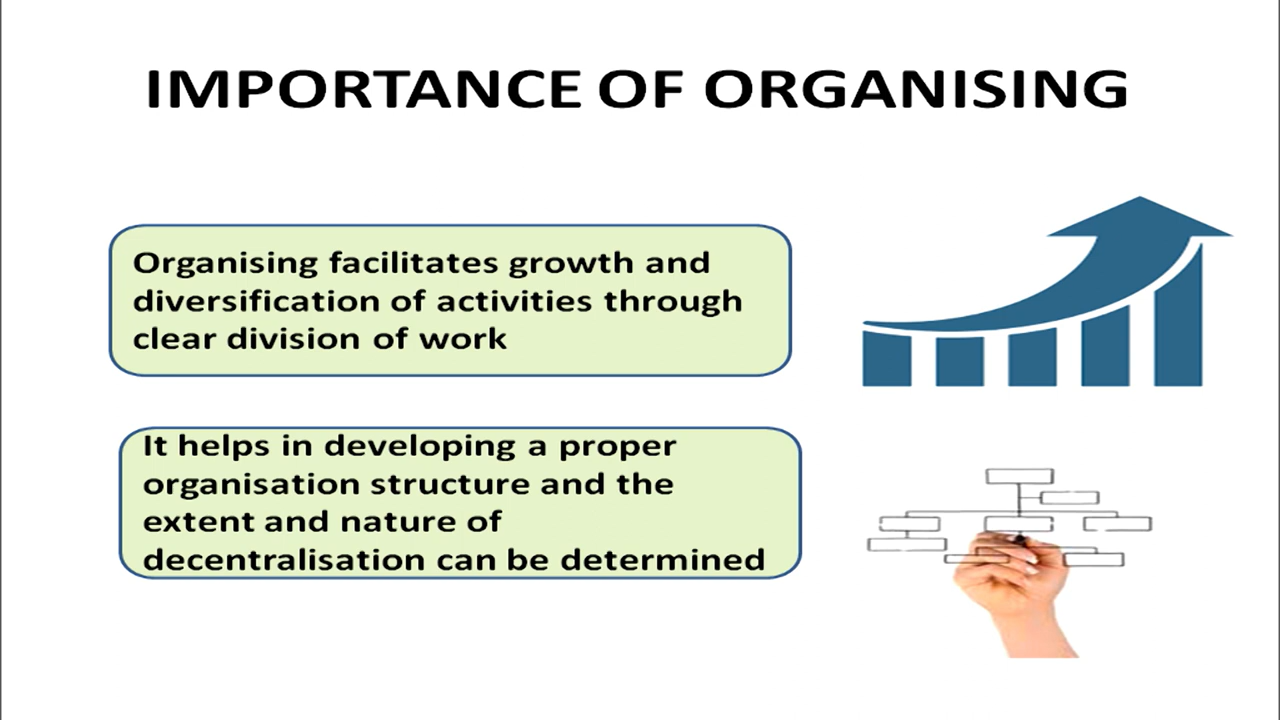 IMPORTANCE OF ORGANISING
Organising facilitates growth and
diversification of activities through
clear division of work
It helps in developing a proper
organisation structure and the
extent and nature of
decentralisation can be determined